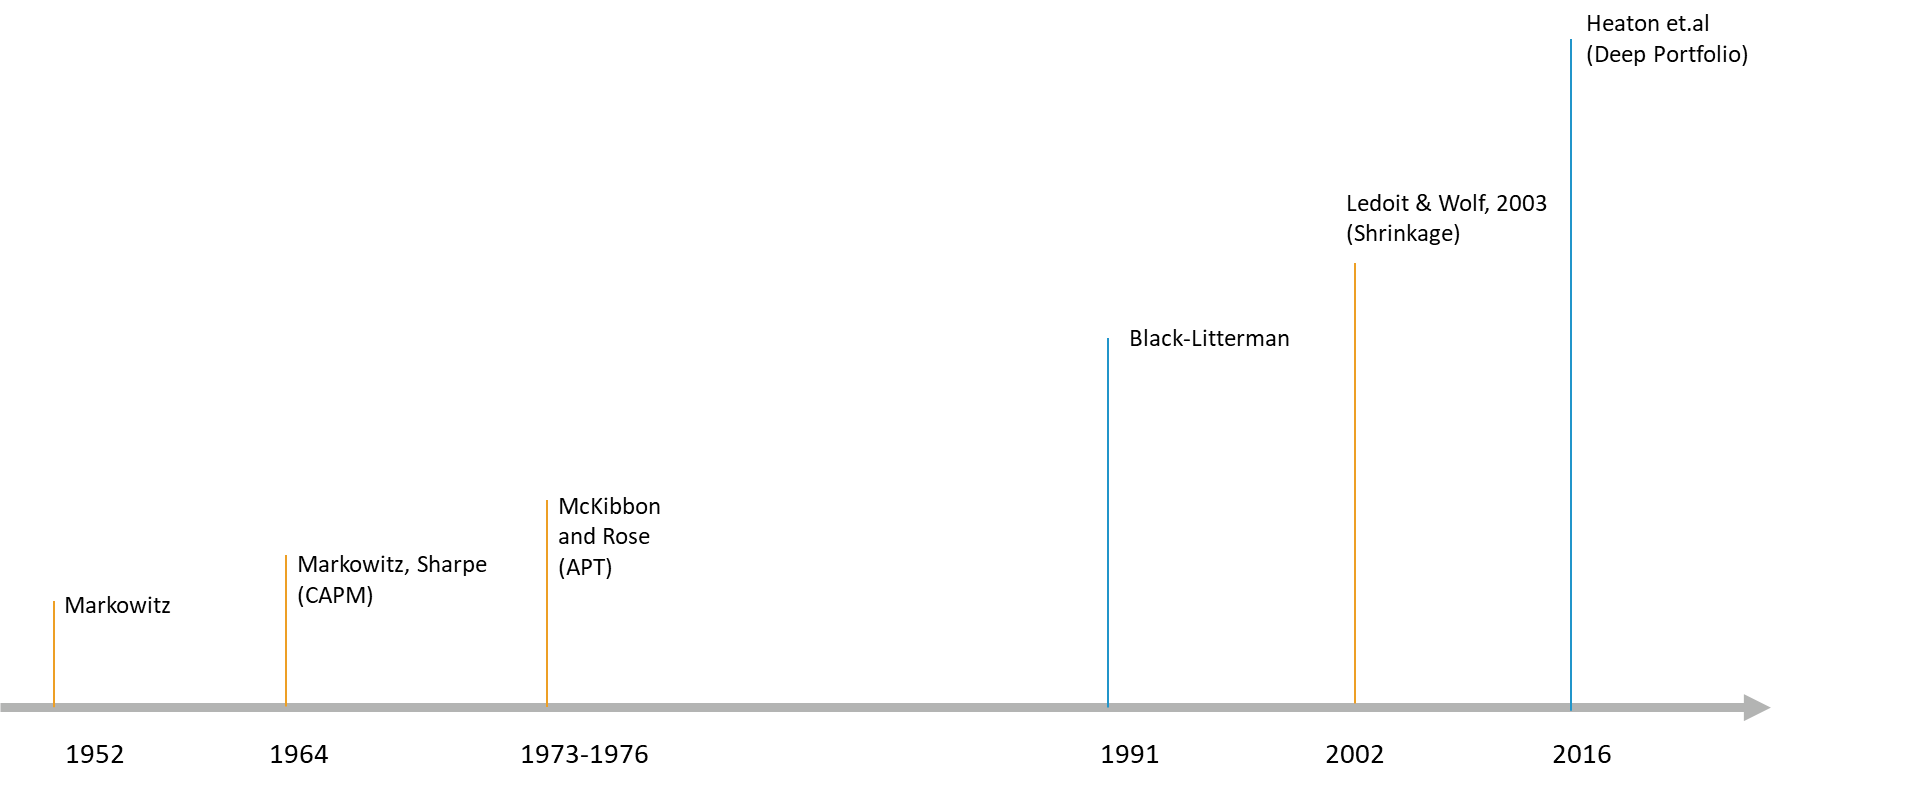 Heaton et.al
(Deep Portfolio)
Ledoit & Wolf, 2003
(Shrinkage)
Black-Litterman
McKibbon
and Rose
(APT)
Markowitz, Sharpe
(CAPM)
Markowitz
1952
1964
1973-1976
1991
2002
2016